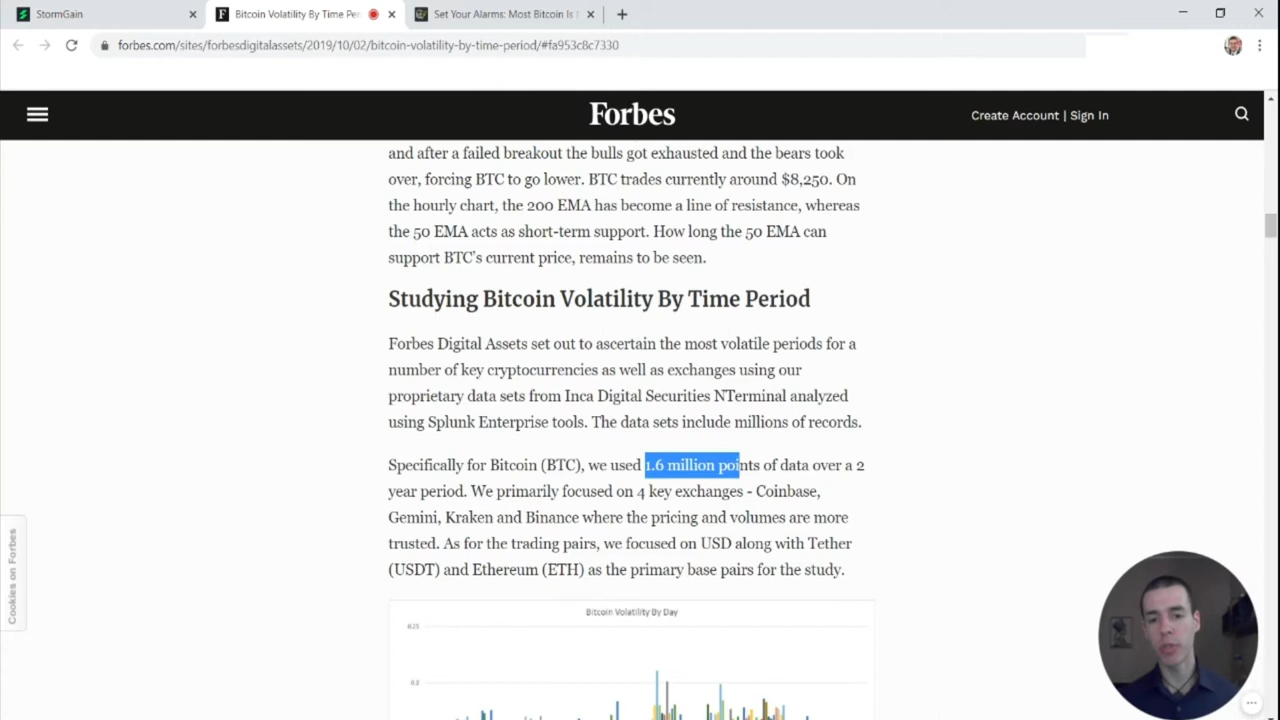 StormGain
Bitcoin Volatility By Time Per
Set Your Alarms: Most Bitcoin Is
forbes.com/sites/forbesdigitalassets/2019/10/02/bitcoin-volatility-by-time-period/#fa953c8c7330
Forbes
Create Account | Sign In
and after a failed breakout the bulls got exhausted and the bears took
over, forcing BTC to go lower. BTC trades currently around $8,250. On
the hourly chart, the 200 EMA has become a line of resistance, whereas
the 50 EMA acts as short-term support. How long the 50 EMA can
support BTC's current price, remains to be seen.
Studying Bitcoin Volatility By Time Period
Forbes Digital Assets set out to ascertain the most volatile periods for a
number of key cryptocurrencies as well as exchanges using our
proprietary data sets from Inca Digital Securities NTerminal analyzed
using Splunk Enterprise tools. The data sets include millions of records.
Specifically for Bitcoin (BTC), we used 1.6 million points of data over a 2
year period. We primarily focused on 4 key exchanges - Coinbase,
Gemini, Kraken and Binance where the pricing and volumes are more
trusted. As for the trading pairs, we focused on USD along with Tether
(USDT) and Ethereum (ETH) as the primary base pairs for the study.
Cookies on Forbes
Bitcoin Volatility By Day
0.25
0.2